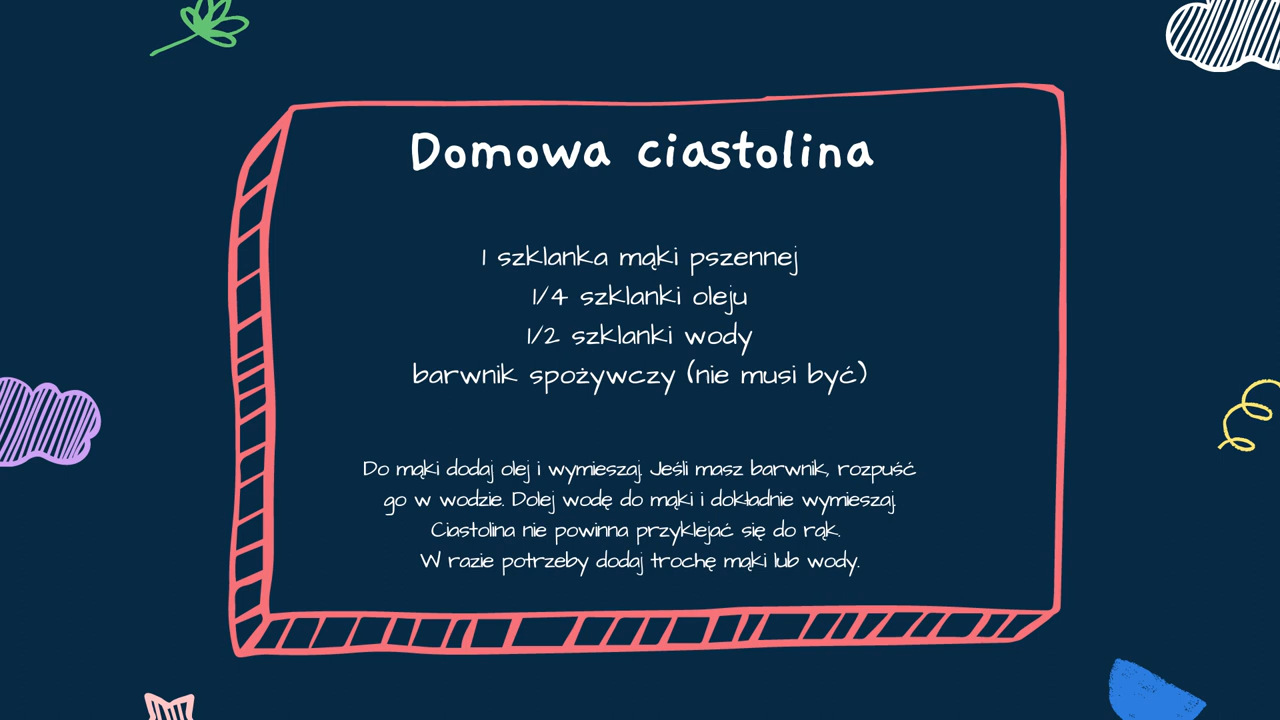 Domowa ciastolina
1 szklanka mąki pszennej
1/4 szklanki oleju
1/2 szklanki wody
barwnik spożywczy (nie musi być)
Do mąki dodaj olej i wymieszaj. Jeśli masz barwnik, rozpuść
go w wodzie. Dolej wodę do mąki i dokładnie wymieszaj.
Ciastolina nie powinna przyklejać się do rąk.
W razie potrzeby dodaj trochę mąki lub wody.